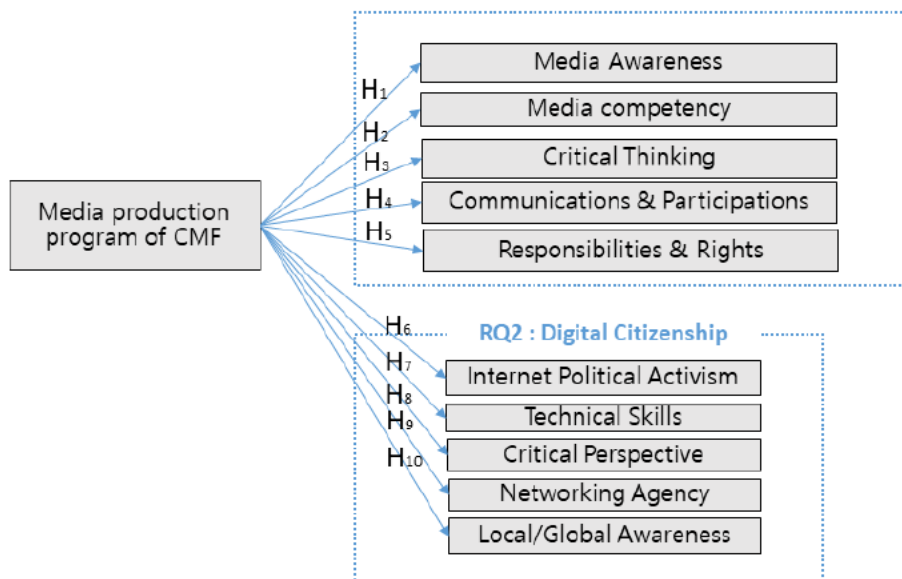 Media Awareness
H1
Media competency
H2
Critical Thinking
H3
Media production
program of CMF
Communications & Participations
H4
Responsibilities & Rights
H5
RQ2 : Digital Citizenship
H6
Internet Political Activism
H7
Technical Skills
H8
Critical Perspective
H9
Networking Agency
H10
Local/Global Awareness